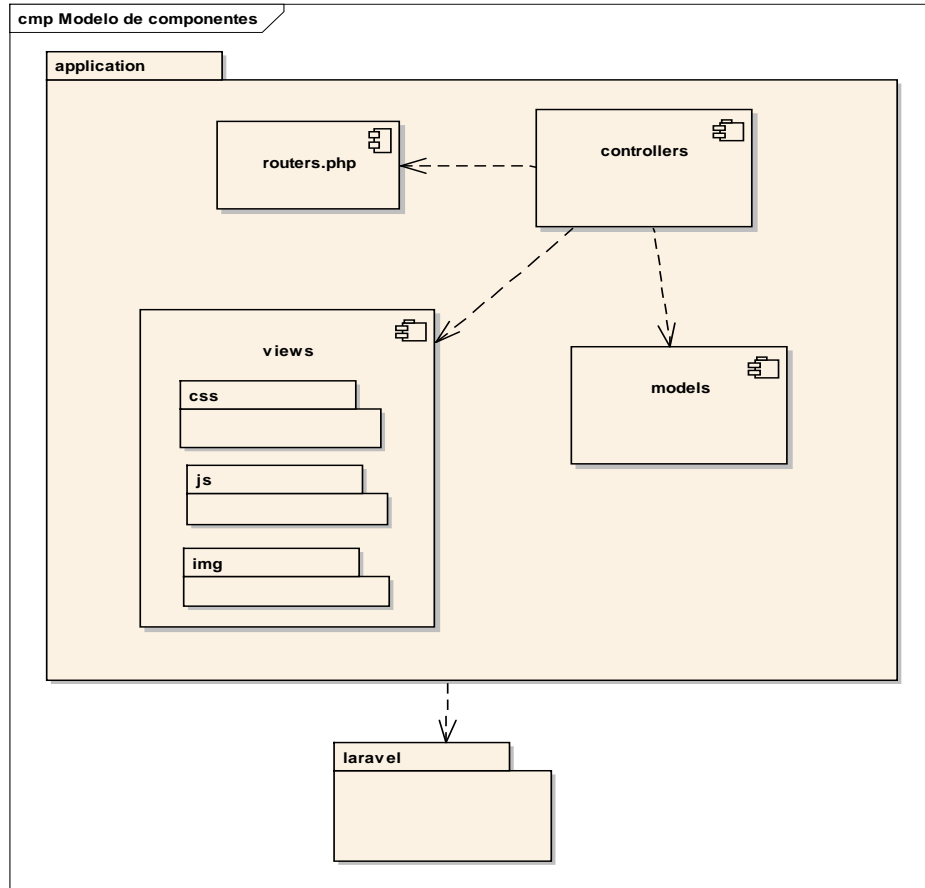 cmp Modelo de componentes
application
routers.php
controllers
views
css
js
img
models
laravel